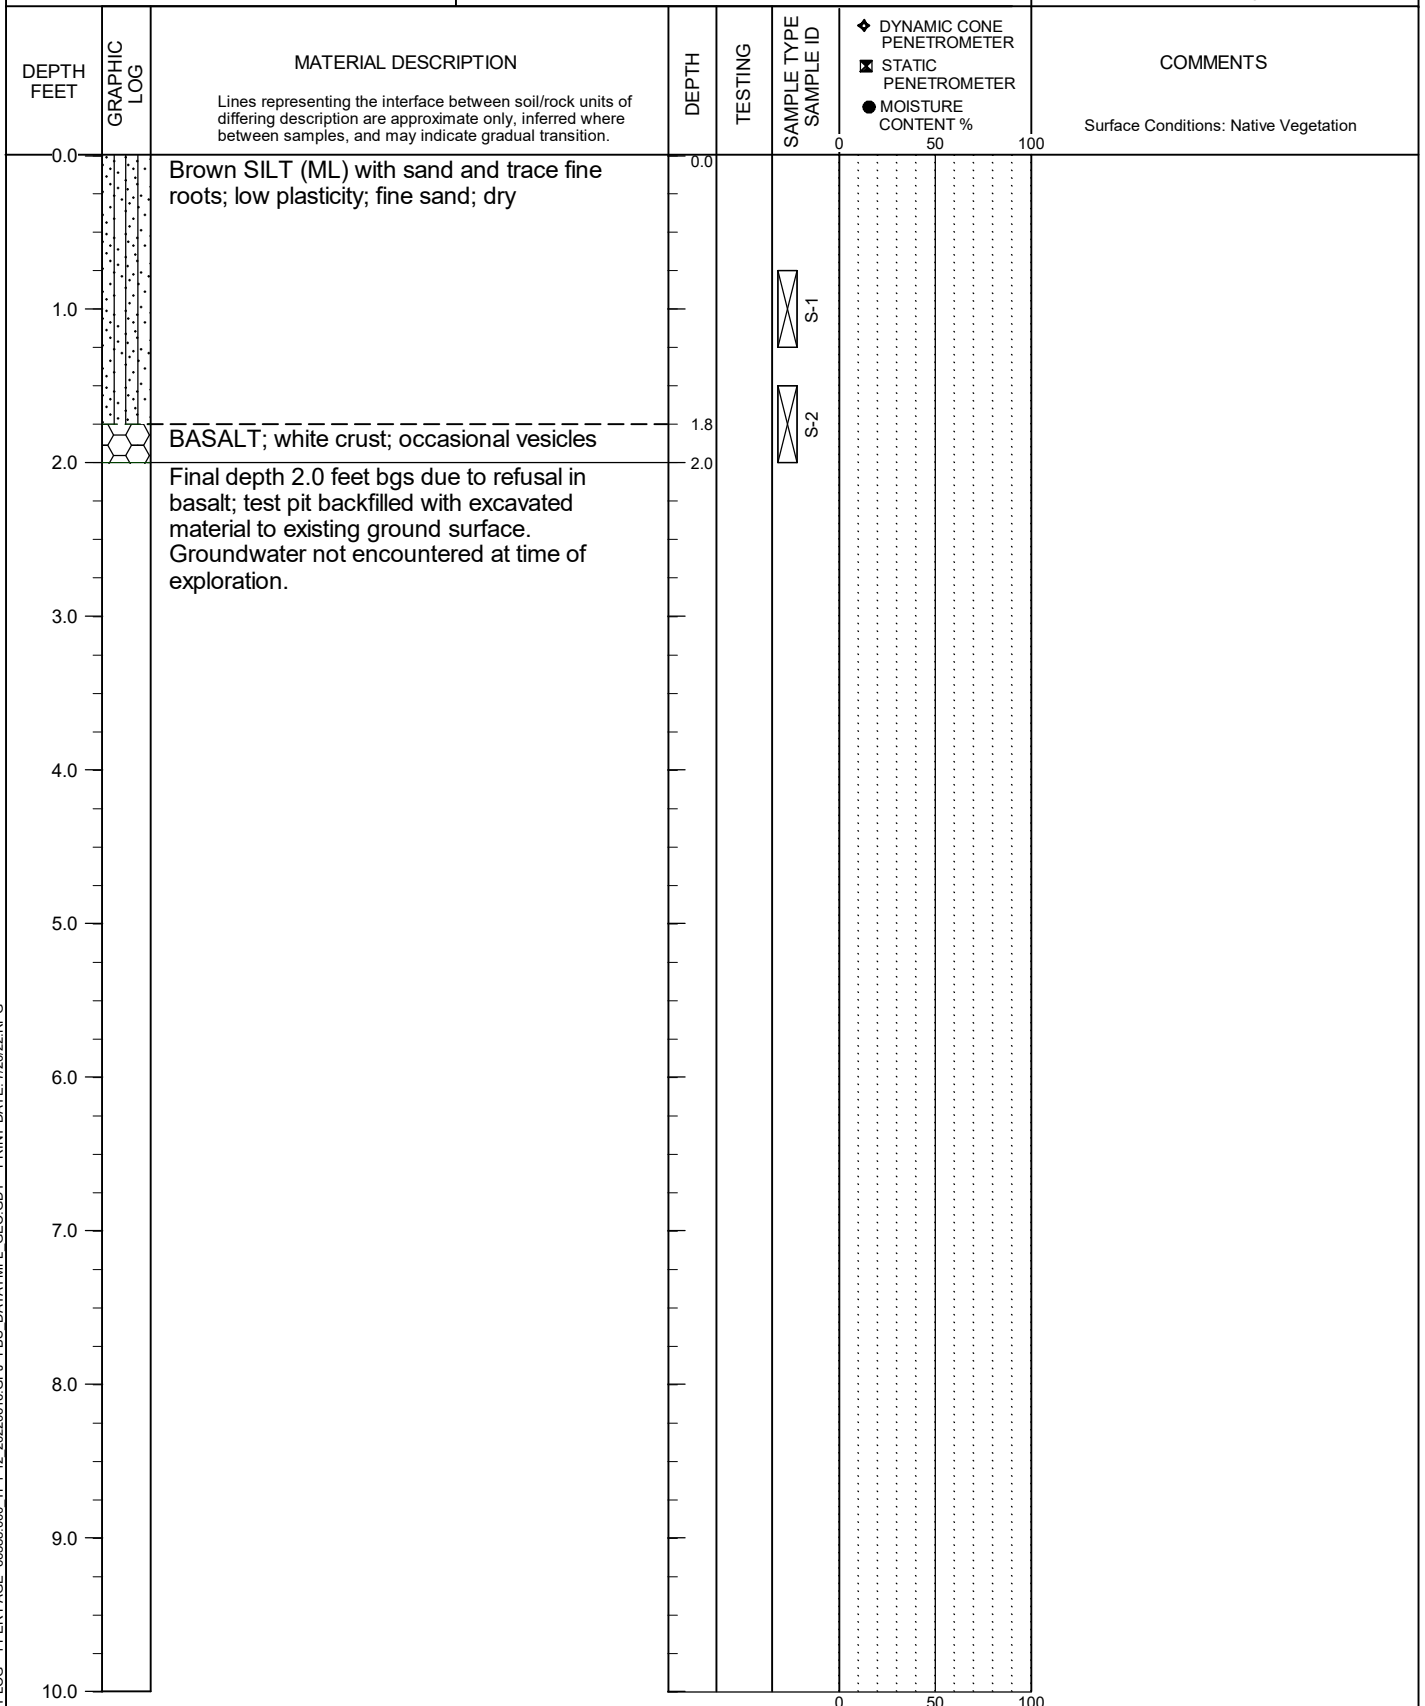 DEPTH
FEET
GRAPHIC
LOG
MATERIAL DESCRIPTION
Lines representing the interface between soil/rock units of
differing description are approximate only, inferred where
between samples, and may indicate gradual transition.
DEPTH
TESTING
SAMPLE TYPE
SAMPLE ID
DYNAMIC CONE
PENETROMETER
STATIC
PENETROMETER
MOISTURE
CONTENT %
0 50 100
COMMENTS
Surface Conditions: Native Vegetation
0.0
Brown SILT (ML) with sand and trace fine
roots; low plasticity; fine sand; dry
0.0
1.0
S-1
S-2
1.8
BASALT; white crust; occasional vesicles
2.0
2.0
Final depth 2.0 feet bgs due to refusal in
basalt; test pit backfilled with excavated
material to existing ground surface.
Groundwater not encountered at time of
exploration.
3.0
4.0
5.0
6.0
7.0
8.0
9.0
10.0
0 50 100